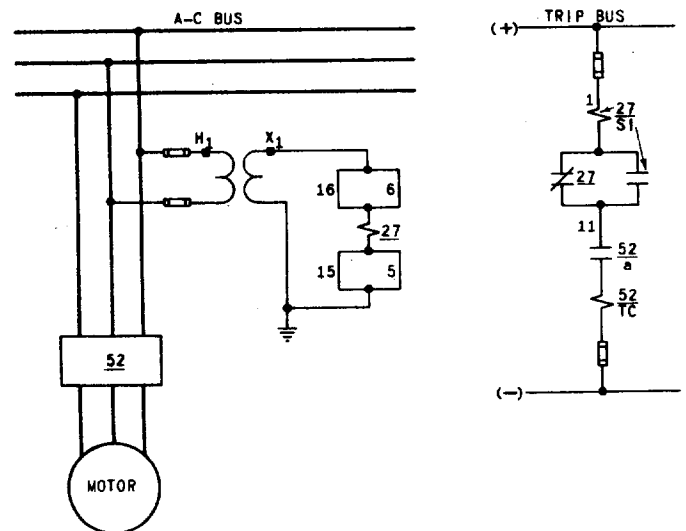 A-C BUS
H1
X1
16 6
27
15 5
52
MOTOR
TRIP BUS
(+)
1
27
SI
27
11
52
a
52
TC
(-)